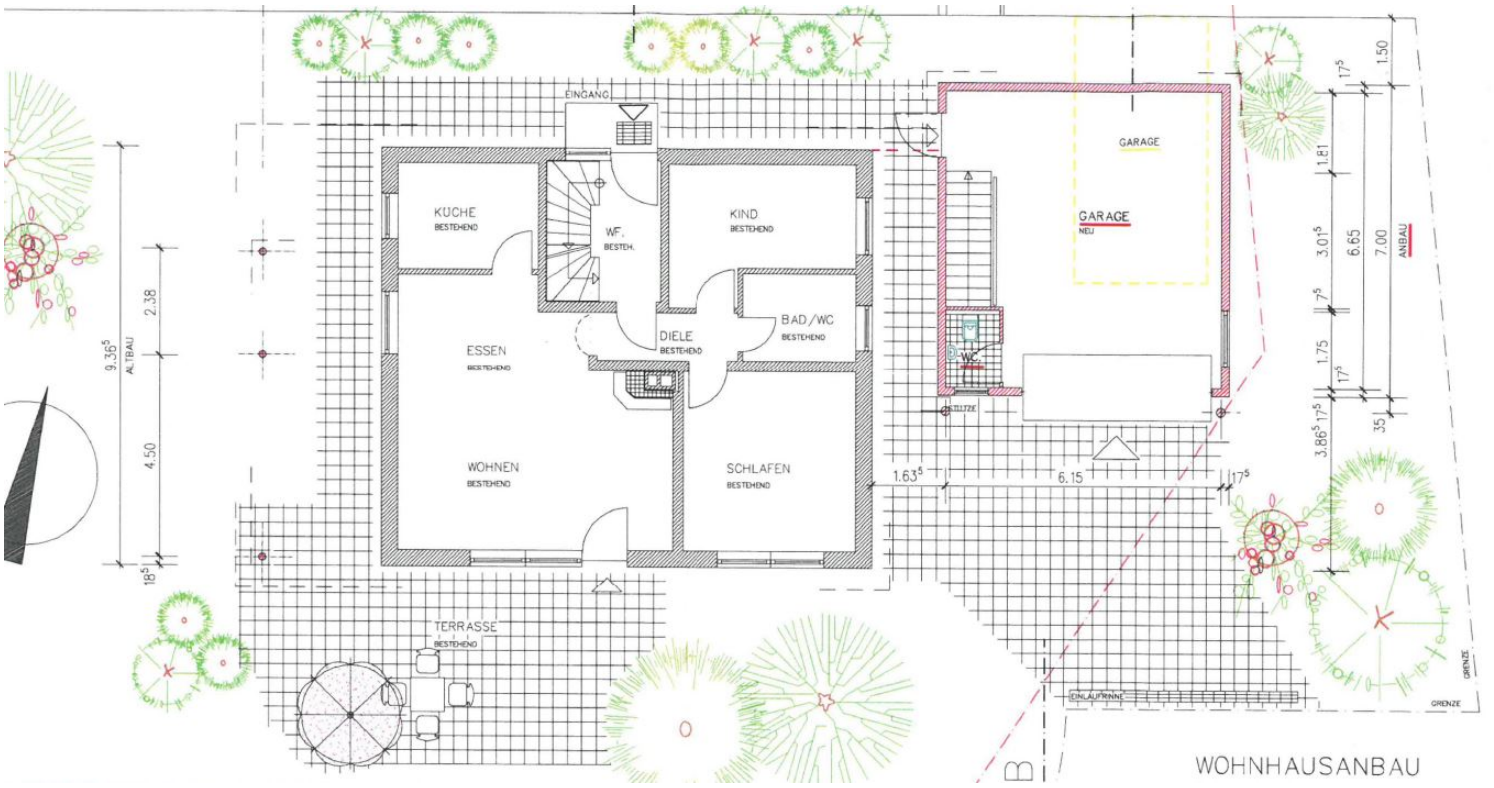 EINGANG
KÜCHE
BESTEHEND
WF.
BESTEH.
KIND
BESTEHEND
GARAGE
GARAGE
NEU
ESSEN
BESTEHEND
DIELE
BESTEHEND
BAD/WC
BESTEHEND
WC.
STÜTZE
WOHNEN
BESTEHEND
SCHLAFEN
BESTEHEND
TERRASSE
BESTEHEND
9.36⁵
ALTBAU
2.38
4.50
18⁵
1.63⁵
6.15
17⁵
1.50
17⁵
1.81
3.01⁵
6.65
7.00
ANBAU
7⁵
1.75
17⁵
17⁵
3.86⁵
35
EINLAUFRINNE
GRENZE
GRENZE
B
WOHNHAUSANBAU